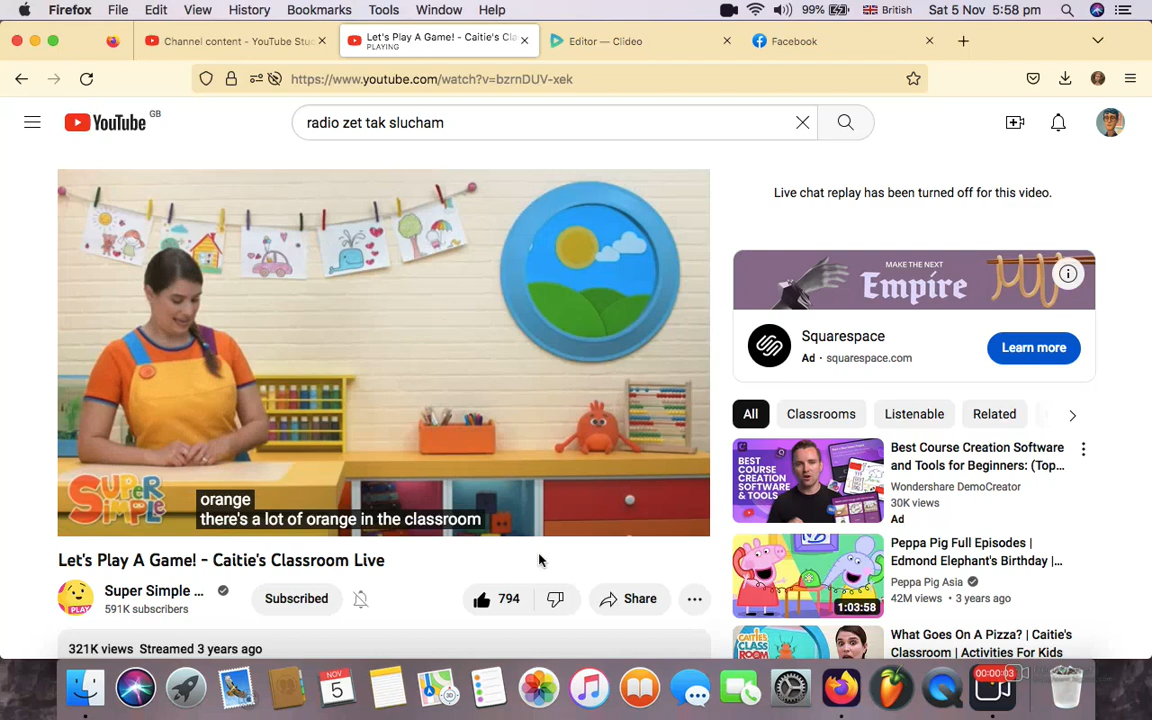 Firefox File Edit View History Bookmarks Tools Window Help 99% British Sat 5 Nov 5:58 pm
Channel content - YouTube Stu
Let's Play A Game! - Caitie's Cla
PLAYING
Editor — Clideo
Facebook
https://www.youtube.com/watch?v=bzrnDUV-xek
YouTube GB
radio zet tak slucham
Live chat replay has been turned off for this video.
MAKE THE NEXT
Empire
Squarespace
Ad · squarespace.com
Learn more
All Classrooms Listenable Related
SUPER
SIMPLE
orange
there's a lot of orange in the classroom
BEST
COURSE
CREATION
SOFTWARE
& TOOLS
Best Course Creation Software
and Tools for Beginners: (Top...
Wondershare DemoCreator
30K views
Ad
Let's Play A Game! - Caitie's Classroom Live
Super Simple ...
591K subscribers
Subscribed
794
Share
PLAY
Peppa Pig Full Episodes |
Edmond Elephant's Birthday |...
Peppa Pig Asia
42M views · 3 years ago
1:03:58
321K views Streamed 3 years ago
CAITIE'S
CLASS
ROOM
What Goes On A Pizza? | Caitie's
Classroom | Activities For Kids
NOV
5
00:00:03